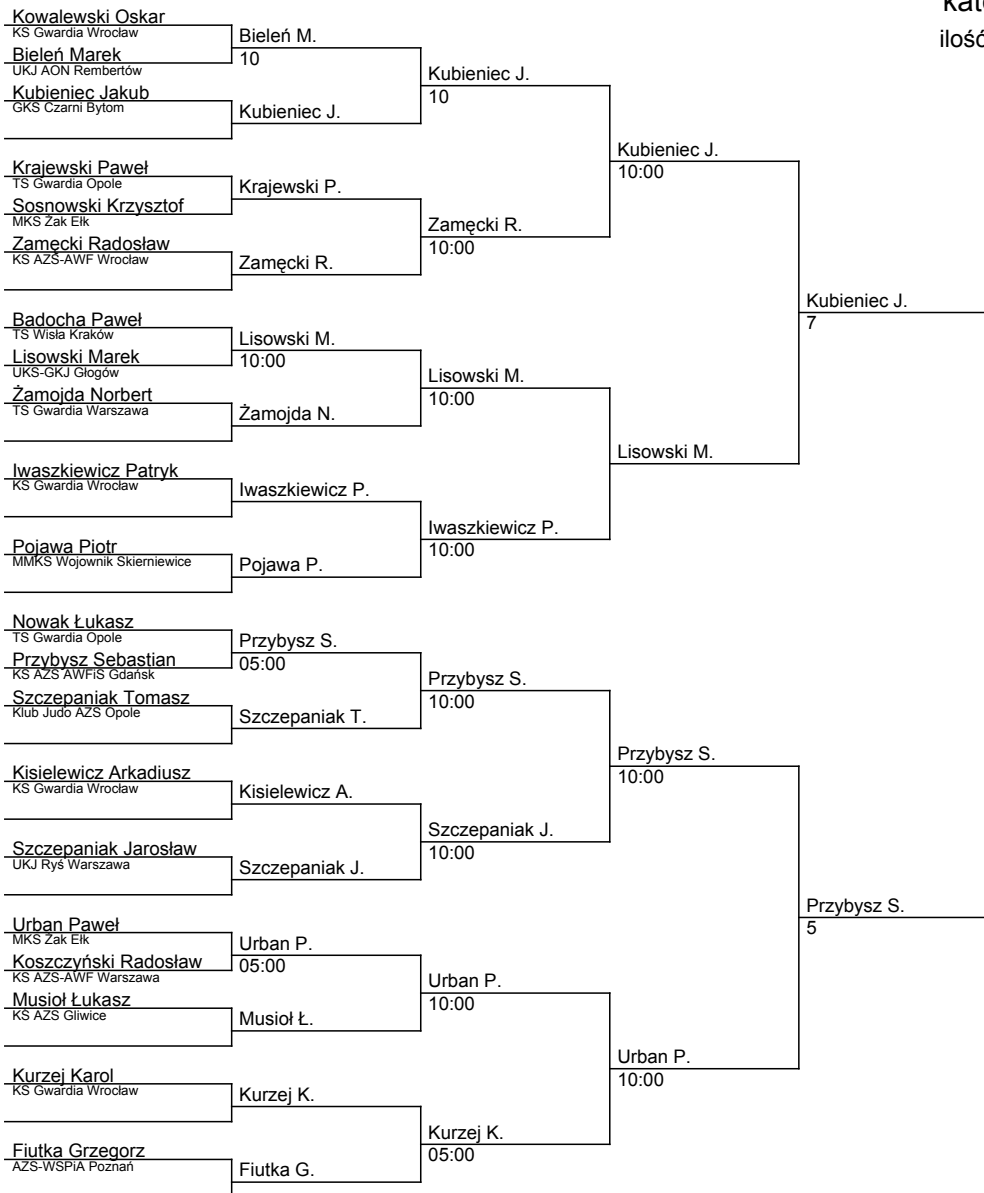 kate
ilość
Kowalewski Oskar
KS Gwardia Wrocław
Bieleń Marek
UKJ AON Rembertów
Kubieniec Jakub
GKS Czarni Bytom
Krajewski Paweł
TS Gwardia Opole
Sosnowski Krzysztof
MKS Żak Ełk
Zamęcki Radosław
KS AZS-AWF Wrocław
Badocha Paweł
TS Wisła Kraków
Lisowski Marek
UKS-GKJ Głogów
Żamojda Norbert
TS Gwardia Warszawa
Iwaszkiewicz Patryk
KS Gwardia Wrocław
Pojawa Piotr
MMKS Wojownik Skierniewice
Nowak Łukasz
TS Gwardia Opole
Przybysz Sebastian
KS AZS AWFiS Gdańsk
Szczepaniak Tomasz
Klub Judo AZS Opole
Kisielewicz Arkadiusz
KS Gwardia Wrocław
Szczepaniak Jarosław
UKJ Ryś Warszawa
Urban Paweł
MKS Żak Ełk
Koszczyński Radosław
KS AZS-AWF Warszawa
Musioł Łukasz
KS AZS Gliwice
Kurzej Karol
KS Gwardia Wrocław
Fiutka Grzegorz
AZS-WSPiA Poznań
Bieleń M.
10
Kubieniec J.
Krajewski P.
Zamęcki R.
Lisowski M.
10:00
Żamojda N.
Iwaszkiewicz P.
Pojawa P.
Przybysz S.
05:00
Szczepaniak T.
Kisielewicz A.
Szczepaniak J.
Urban P.
05:00
Musioł Ł.
Kurzej K.
Fiutka G.
Kubieniec J.
10
Zamęcki R.
10:00
Lisowski M.
10:00
Iwaszkiewicz P.
10:00
Przybysz S.
10:00
Szczepaniak J.
10:00
Urban P.
10:00
Kurzej K.
05:00
Kubieniec J.
10:00
Lisowski M.
Przybysz S.
10:00
Urban P.
10:00
Kubieniec J.
7
Przybysz S.
5